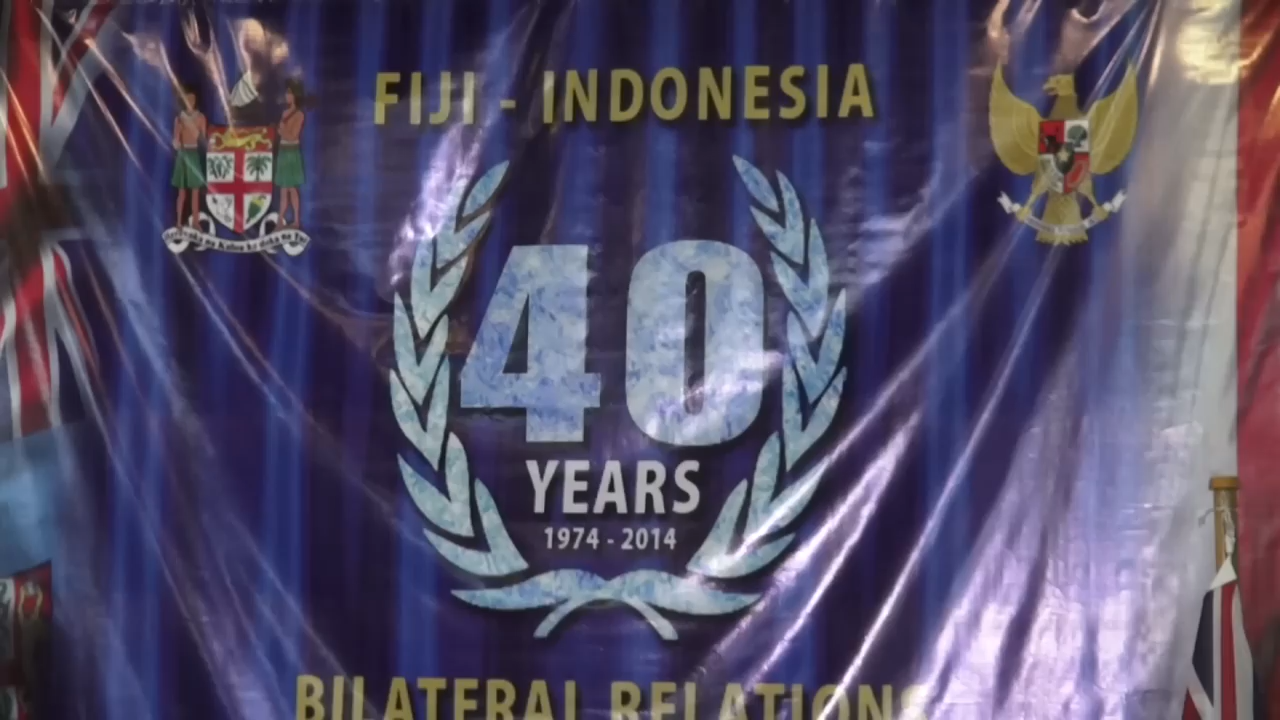 FIJI - INDONESIA
40
YEARS
1974 - 2014
BILATERAL RELATIONS